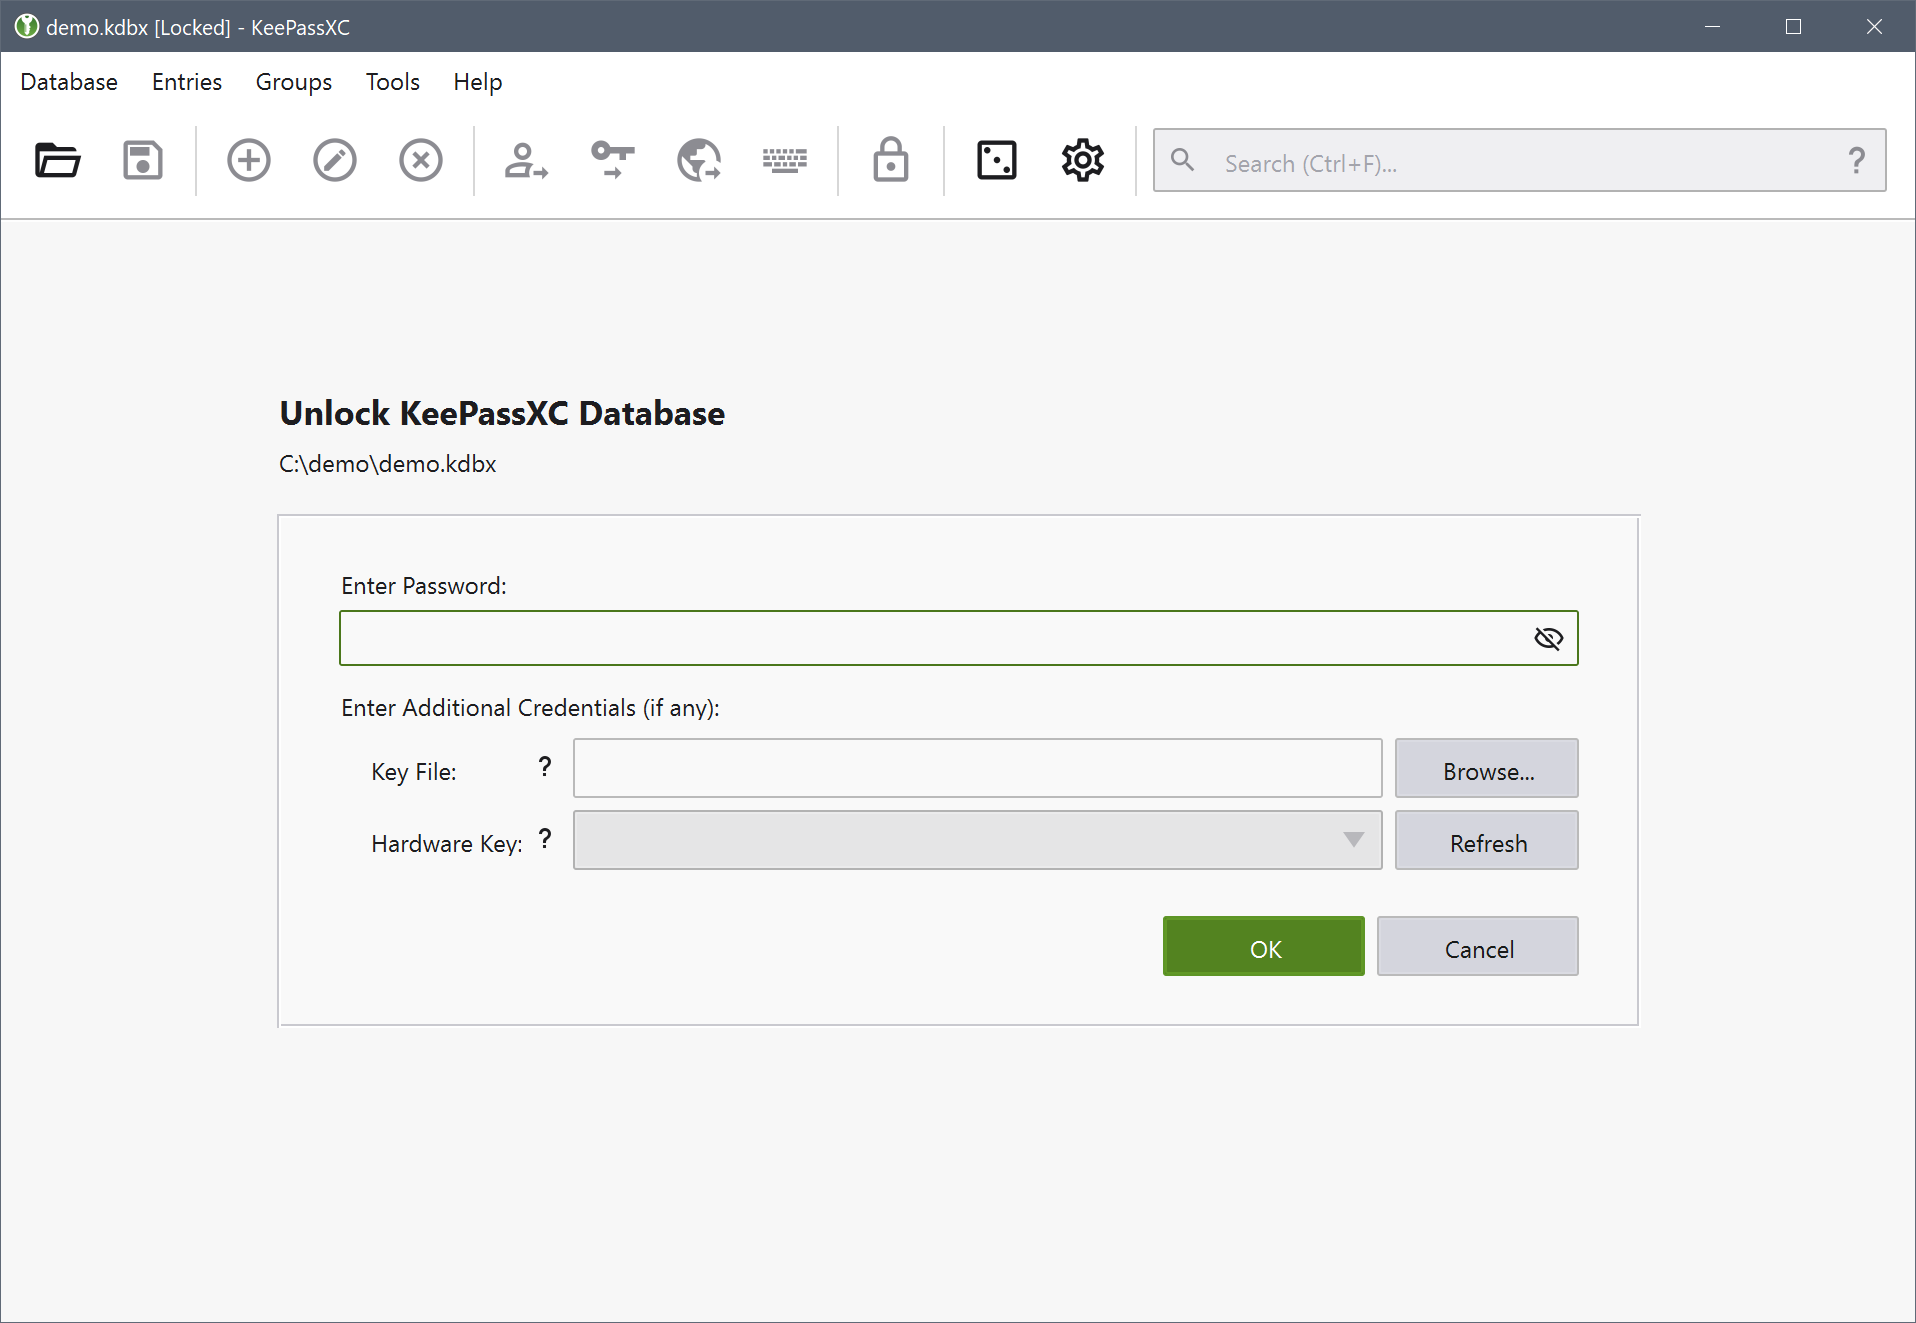 demo.kdbx [Locked] - KeePassXC
Database Entries Groups Tools Help
Search (Ctrl+F)... ?
Unlock KeePassXC Database
C:\demo\demo.kdbx
Enter Password:
Enter Additional Credentials (if any):
Key File: ? Browse...
Hardware Key: ? Refresh
OK Cancel